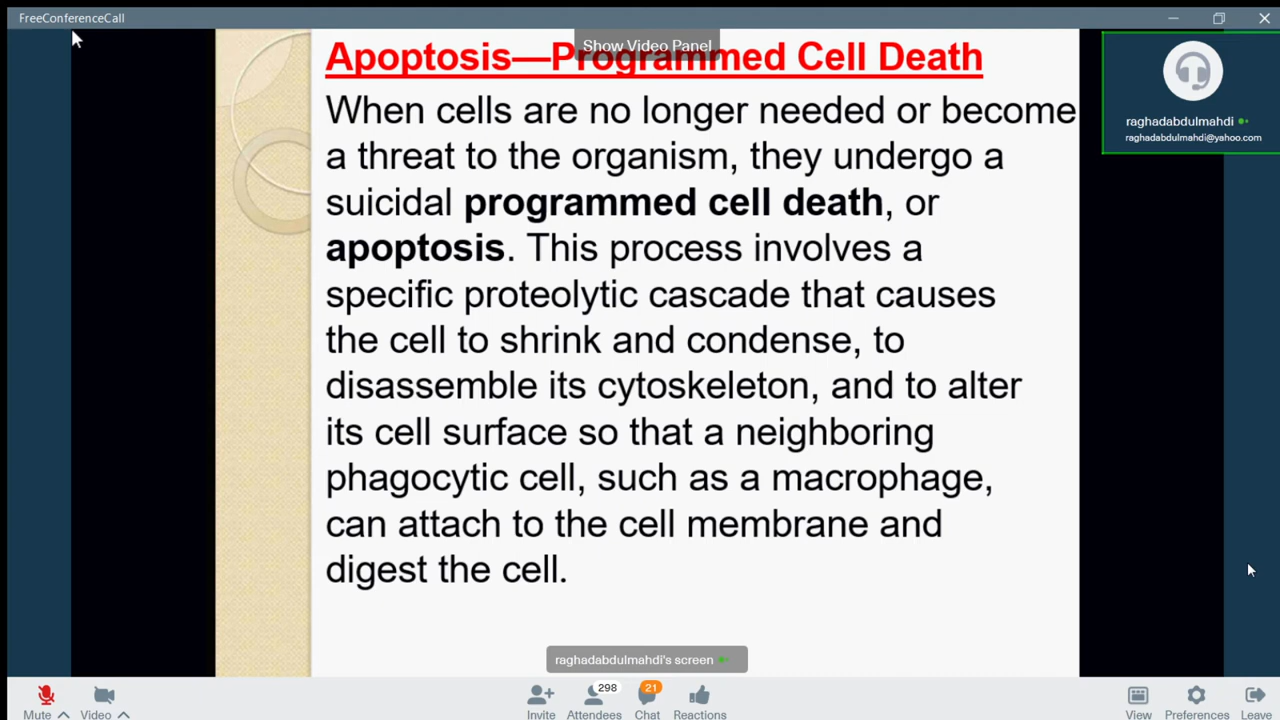 FreeConferenceCall
Show Video Panel
Apoptosis—Programmed Cell Death
When cells are no longer needed or become
a threat to the organism, they undergo a
suicidal programmed cell death, or
apoptosis. This process involves a
specific proteolytic cascade that causes
the cell to shrink and condense, to
disassemble its cytoskeleton, and to alter
its cell surface so that a neighboring
phagocytic cell, such as a macrophage,
can attach to the cell membrane and
digest the cell.
raghadabdulmahdi
raghadabdulmahdi@yahoo.com
raghadabdulmahdi's screen
298
21
Mute
Video
Invite
Attendees
Chat
Reactions
View
Preferences
Leave